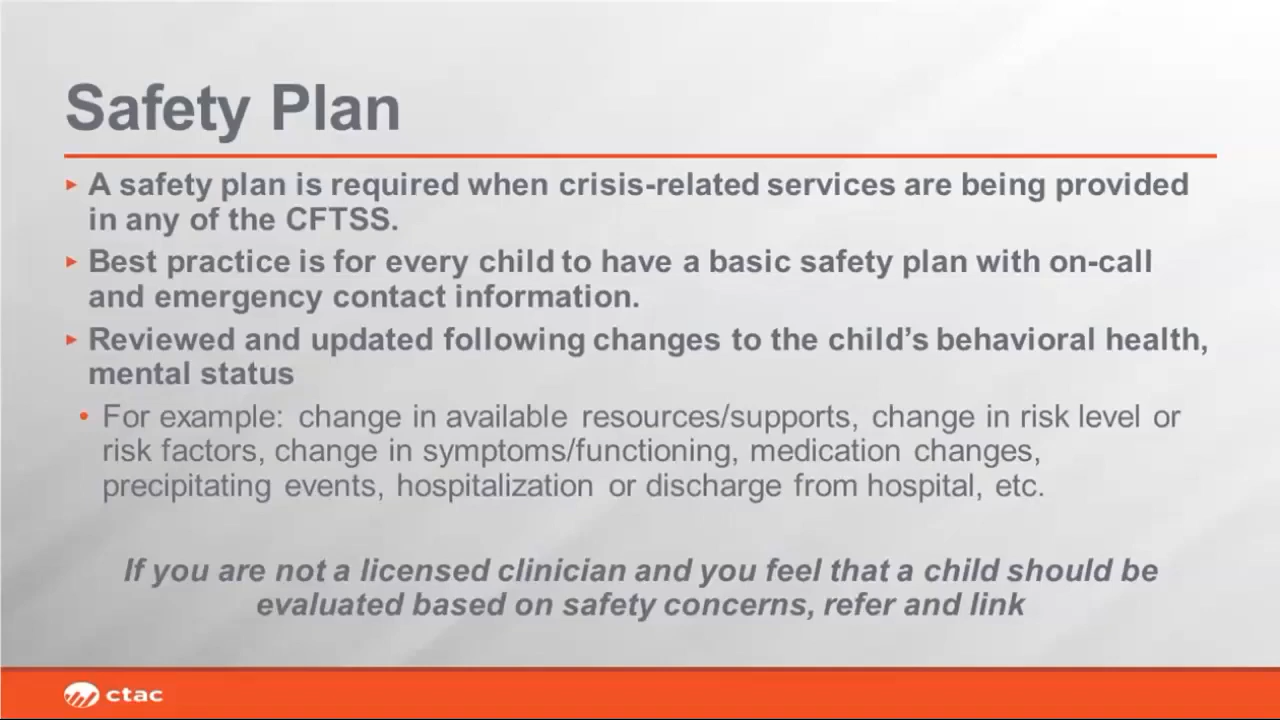 Safety Plan
A safety plan is required when crisis-related services are being provided
in any of the CFTSS.
Best practice is for every child to have a basic safety plan with on-call
and emergency contact information.
Reviewed and updated following changes to the child’s behavioral health,
mental status
For example: change in available resources/supports, change in risk level or
risk factors, change in symptoms/functioning, medication changes,
precipitating events, hospitalization or discharge from hospital, etc.
If you are not a licensed clinician and you feel that a child should be
evaluated based on safety concerns, refer and link
ctac